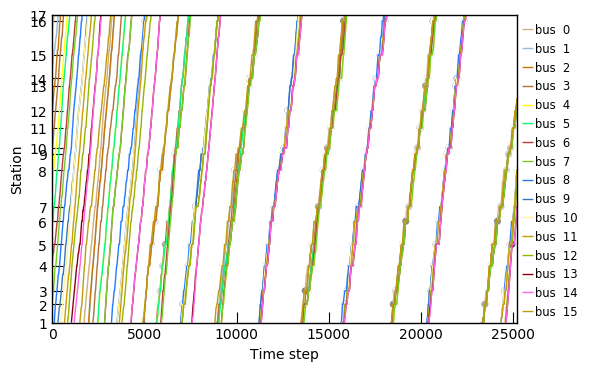 17
16
15
14
13
12
11
10
9
8
7
6
5
4
3
2
1
Station
0 5000 10000 15000 20000 25000
Time step
bus 0
bus 1
bus 2
bus 3
bus 4
bus 5
bus 6
bus 7
bus 8
bus 9
bus 10
bus 11
bus 12
bus 13
bus 14
bus 15